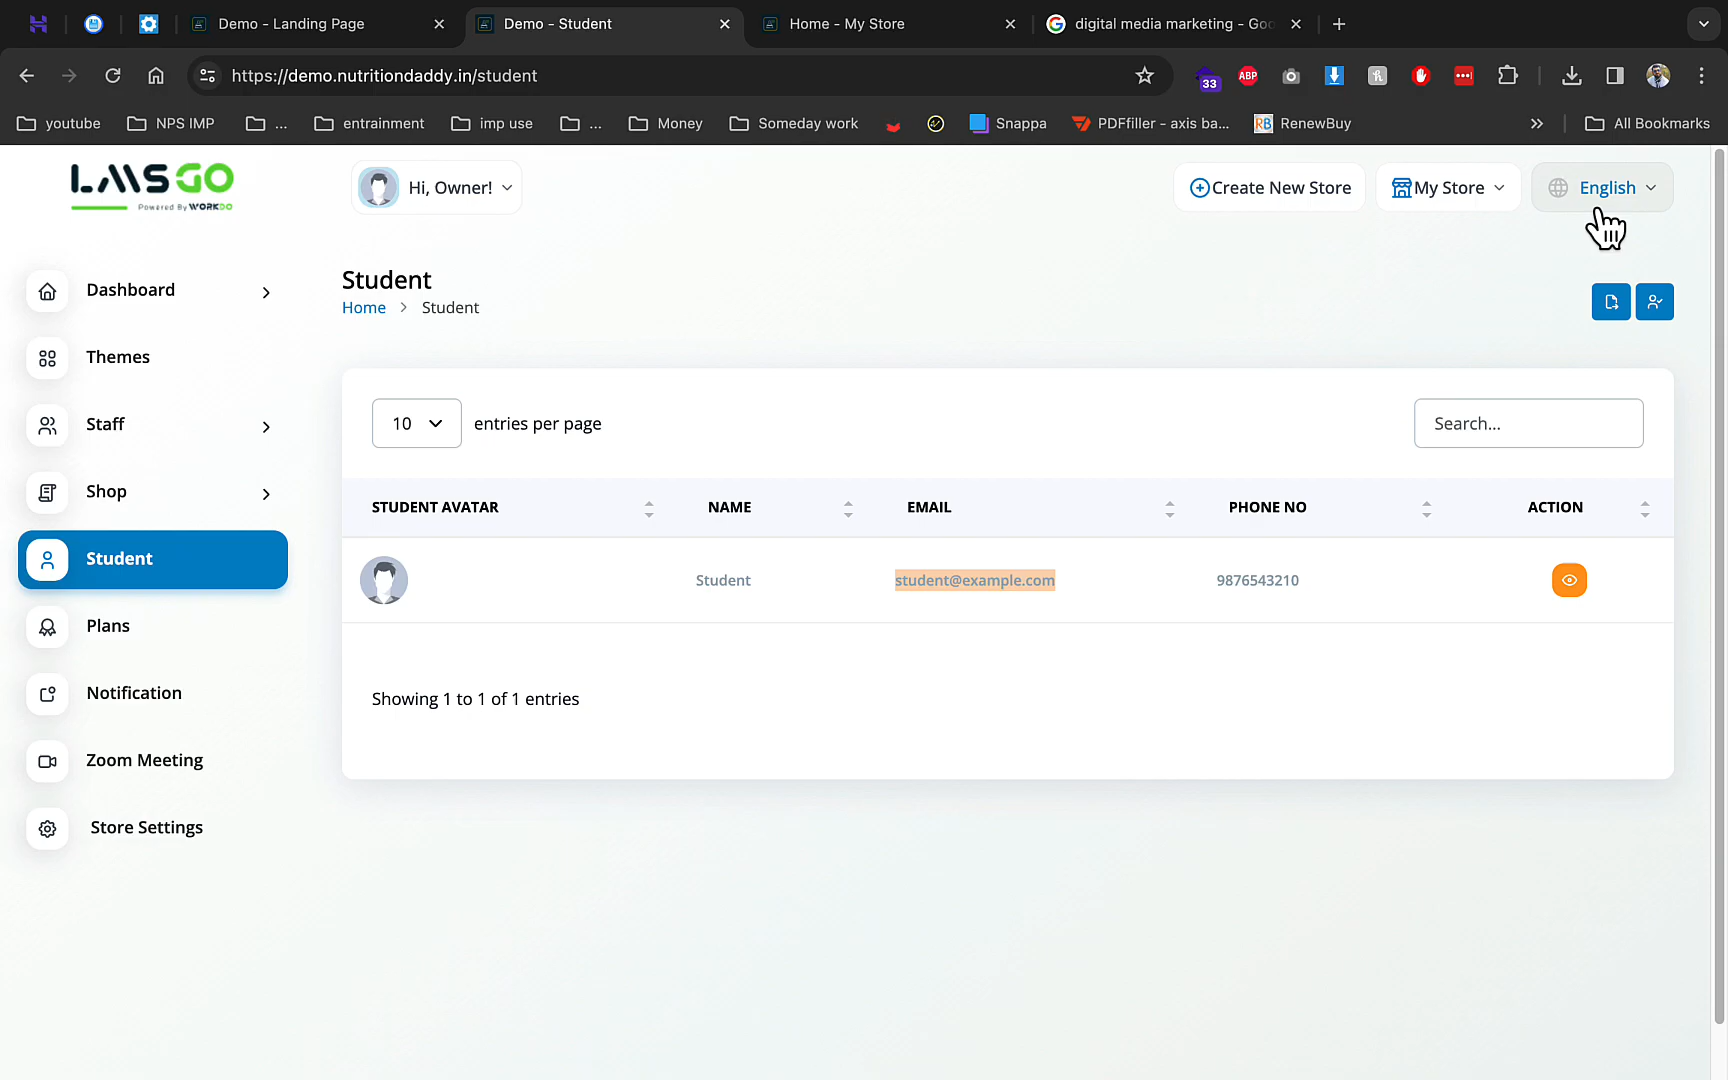 Demo - Landing Page
Demo - Student
Home - My Store
digital media marketing - Goo
https://demo.nutritiondaddy.in/student
33
ABP
youtube
NPS IMP
...
entrainment
imp use
...
Money
Someday work
Snappa
PDFfiller - axis ba...
RB
RenewBuy
All Bookmarks
LMSGO
Powered By WORKDO
Hi, Owner!
Create New Store
My Store
English
Student
Home > Student
Dashboard
Themes
Staff
Shop
Student
Plans
Notification
Zoom Meeting
Store Settings
10 entries per page
Search...
STUDENT AVATAR NAME EMAIL PHONE NO ACTION
Student student@example.com 9876543210
Showing 1 to 1 of 1 entries